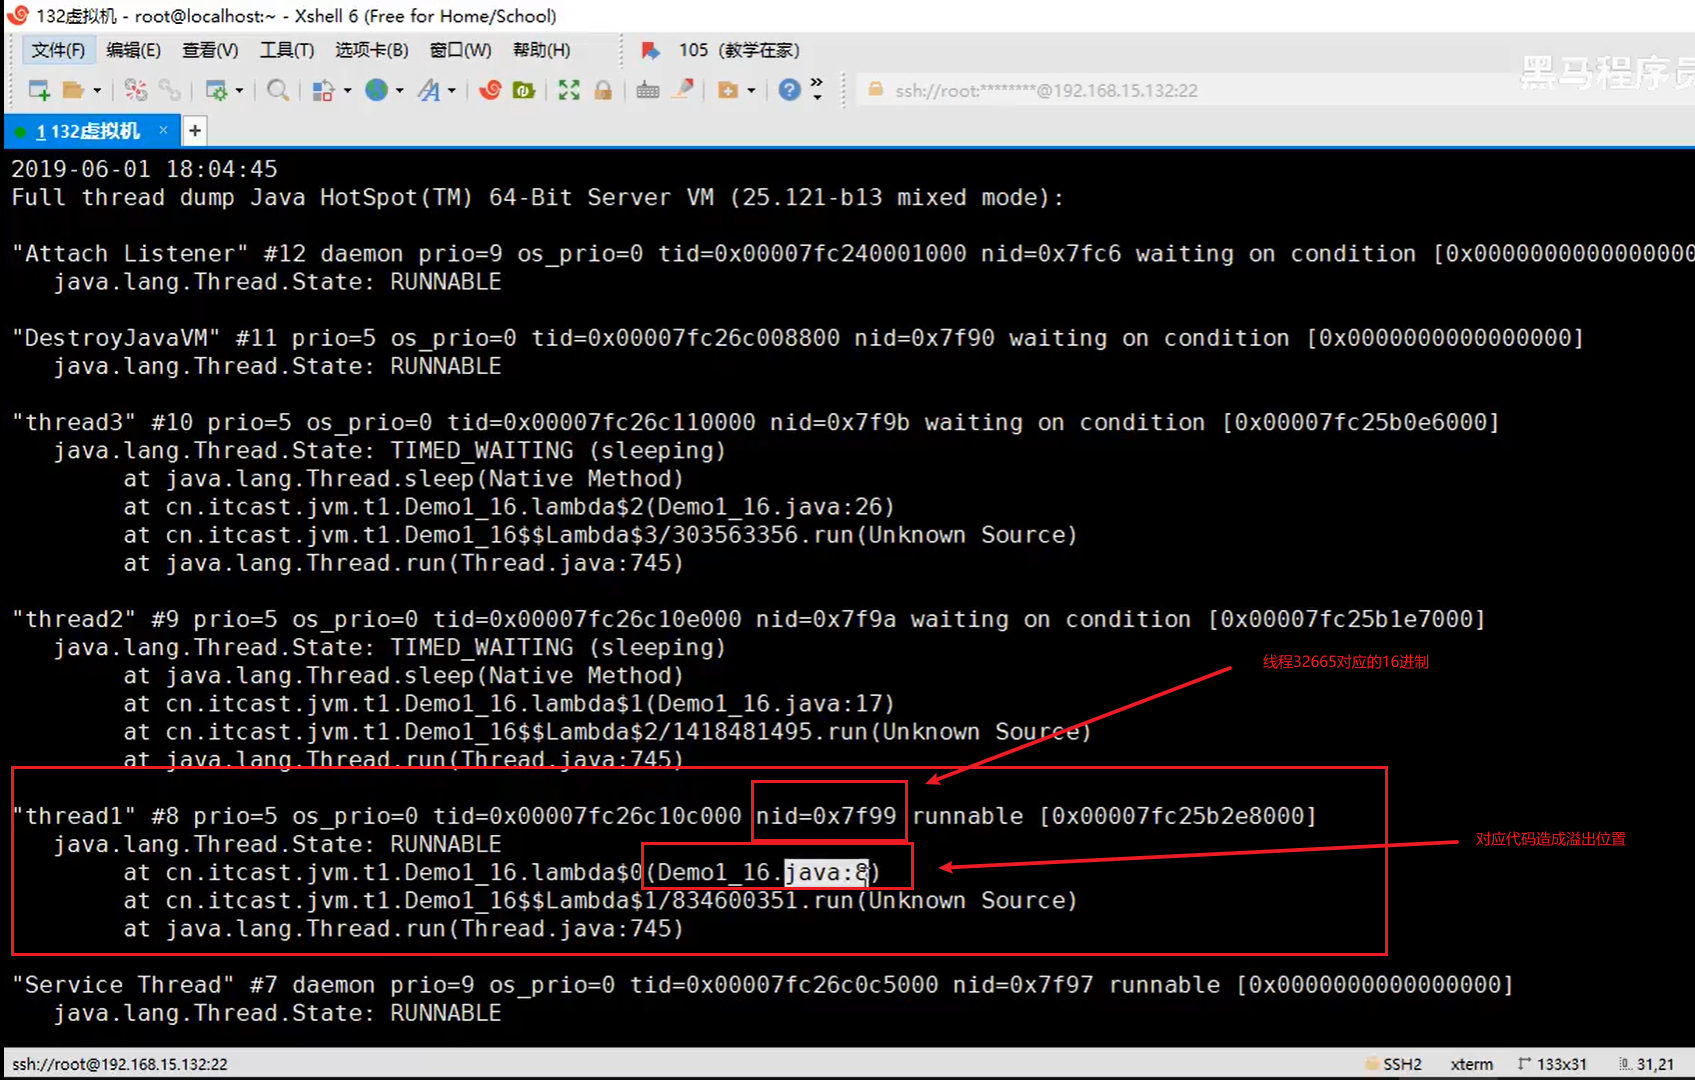 132虚拟机 - root@localhost:~ - Xshell 6 (Free for Home/School)
文件(F) 编辑(E) 查看(V) 工具(T) 选项卡(B) 窗口(W) 帮助(H) 105 (教学在家)
黑马程序员
ssh://root:********@192.168.15.132:22
1 132虚拟机 × +
2019-06-01 18:04:45
Full thread dump Java HotSpot(TM) 64-Bit Server VM (25.121-b13 mixed mode):
"Attach Listener" #12 daemon prio=9 os_prio=0 tid=0x00007fc240001000 nid=0x7fc6 waiting on condition [0x0000000000000000
java.lang.Thread.State: RUNNABLE
"DestroyJavaVM" #11 prio=5 os_prio=0 tid=0x00007fc26c008800 nid=0x7f90 waiting on condition [0x0000000000000000]
java.lang.Thread.State: RUNNABLE
"thread3" #10 prio=5 os_prio=0 tid=0x00007fc26c110000 nid=0x7f9b waiting on condition [0x00007fc25b0e6000]
java.lang.Thread.State: TIMED_WAITING (sleeping)
at java.lang.Thread.sleep(Native Method)
at cn.itcast.jvm.t1.Demo1_16.lambda$2(Demo1_16.java:26)
at cn.itcast.jvm.t1.Demo1_16$$Lambda$3/303563356.run(Unknown Source)
at java.lang.Thread.run(Thread.java:745)
"thread2" #9 prio=5 os_prio=0 tid=0x00007fc26c10e000 nid=0x7f9a waiting on condition [0x00007fc25b1e7000]
java.lang.Thread.State: TIMED_WAITING (sleeping)
at java.lang.Thread.sleep(Native Method)
线程32665对应的16进制
at cn.itcast.jvm.t1.Demo1_16.lambda$1(Demo1_16.java:17)
at cn.itcast.jvm.t1.Demo1_16$$Lambda$2/1418481495.run(Unknown Source)
at java.lang.Thread.run(Thread.java:745)
"thread1" #8 prio=5 os_prio=0 tid=0x00007fc26c10c000 nid=0x7f99 runnable [0x00007fc25b2e8000]
java.lang.Thread.State: RUNNABLE
对应代码造成溢出位置
at cn.itcast.jvm.t1.Demo1_16.lambda$0(Demo1_16.java:8)
at cn.itcast.jvm.t1.Demo1_16$$Lambda$1/834600351.run(Unknown Source)
at java.lang.Thread.run(Thread.java:745)
"Service Thread" #7 daemon prio=9 os_prio=0 tid=0x00007fc26c0c5000 nid=0x7f97 runnable [0x0000000000000000]
java.lang.Thread.State: RUNNABLE
ssh://root@192.168.15.132:22 SSH2 xterm 133x31 31,21